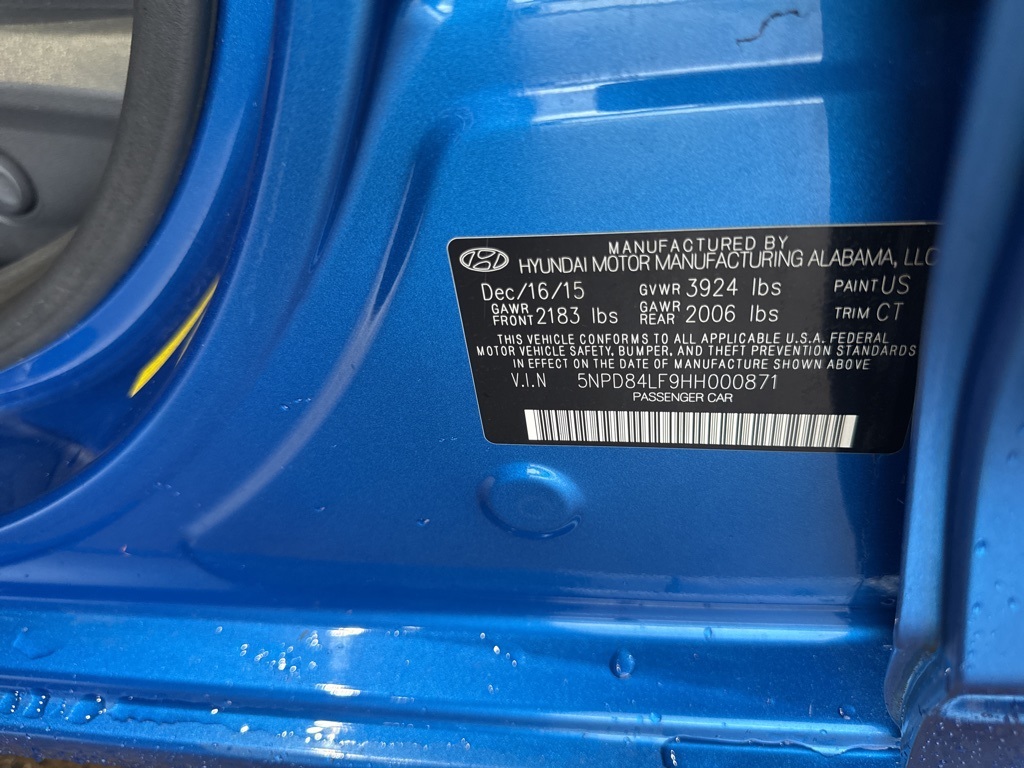 MANUFACTURED BY
HYUNDAI MOTOR MANUFACTURING ALABAMA, LLC
Dec/16/15 GVWR 3924 lbs PAINT US
GAWR FRONT 2183 lbs GAWR REAR 2006 lbs TRIM CT
THIS VEHICLE CONFORMS TO ALL APPLICABLE U.S.A. FEDERAL
MOTOR VEHICLE SAFETY, BUMPER, AND THEFT PREVENTION STANDARDS
IN EFFECT ON THE DATE OF MANUFACTURE SHOWN ABOVE
V.I.N 5NPD84LF9HH000871
PASSENGER CAR